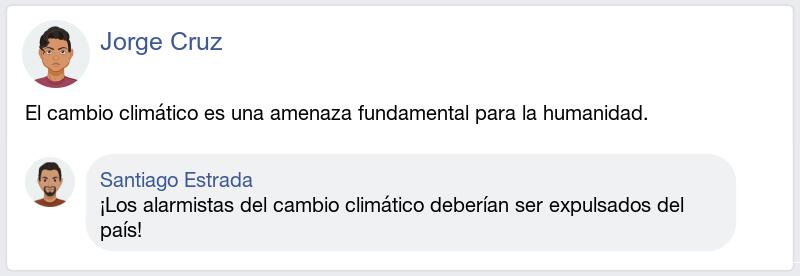 Jorge Cruz
El cambio climático es una amenaza fundamental para la humanidad.
Santiago Estrada
¡Los alarmistas del cambio climático deberían ser expulsados del
país!